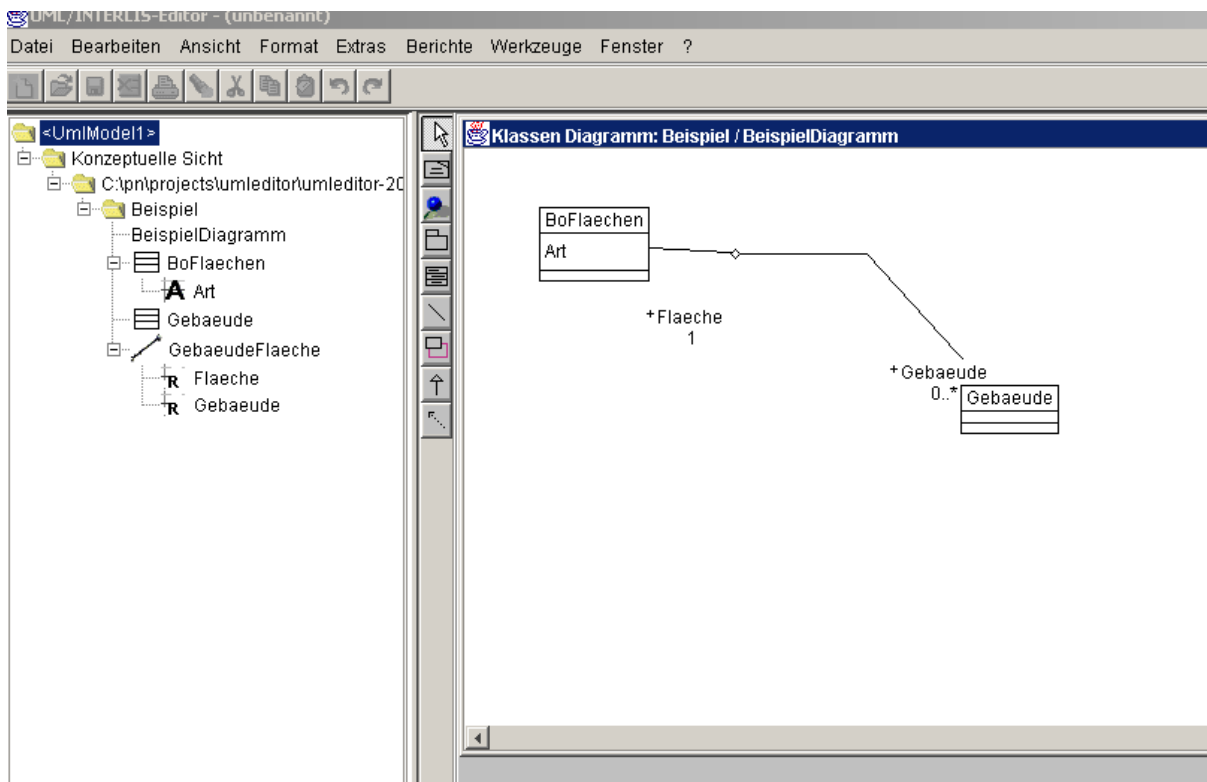 UML/INTERLIS-Editor - (unbenannt)
Datei Bearbeiten Ansicht Format Extras Berichte Werkzeuge Fenster ?
<UmlModel1>
Konzeptuelle Sicht
C:\pn\projects\umleditor\umleditor-20
Beispiel
BeispielDiagramm
BoFlaechen
A Art
Gebaeude
GebaeudeFlaeche
R Flaeche
R Gebaeude
Klassen Diagramm: Beispiel / BeispielDiagramm
BoFlaechen
Art
+Flaeche
1
+Gebaeude
0..*
Gebaeude